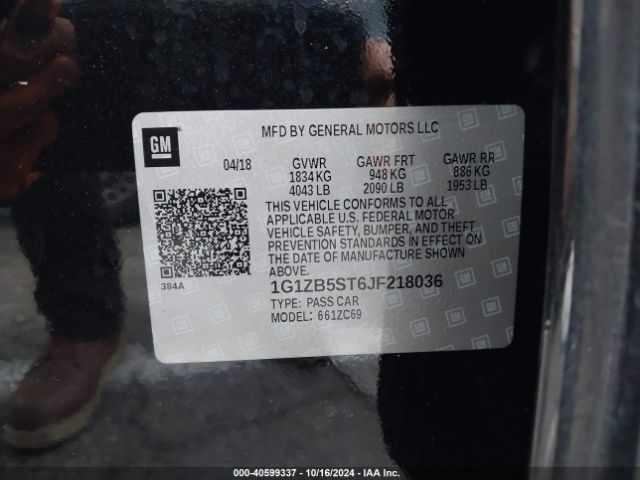 GM
MFD BY GENERAL MOTORS LLC
04/18 GVWR GAWR FRT GAWR RR
1834 KG 948 KG 886 KG
4043 LB 2090 LB 1953 LB
THIS VEHICLE CONFORMS TO ALL
APPLICABLE U.S. FEDERAL MOTOR
VEHICLE SAFETY, BUMPER, AND THEFT
PREVENTION STANDARDS IN EFFECT ON
THE DATE OF MANUFACTURE SHOWN
ABOVE.
384A
1G1ZB5ST6JF218036
TYPE: PASS CAR
MODEL: 661ZC69
000-40599337 - 10/16/2024 - IAA Inc.